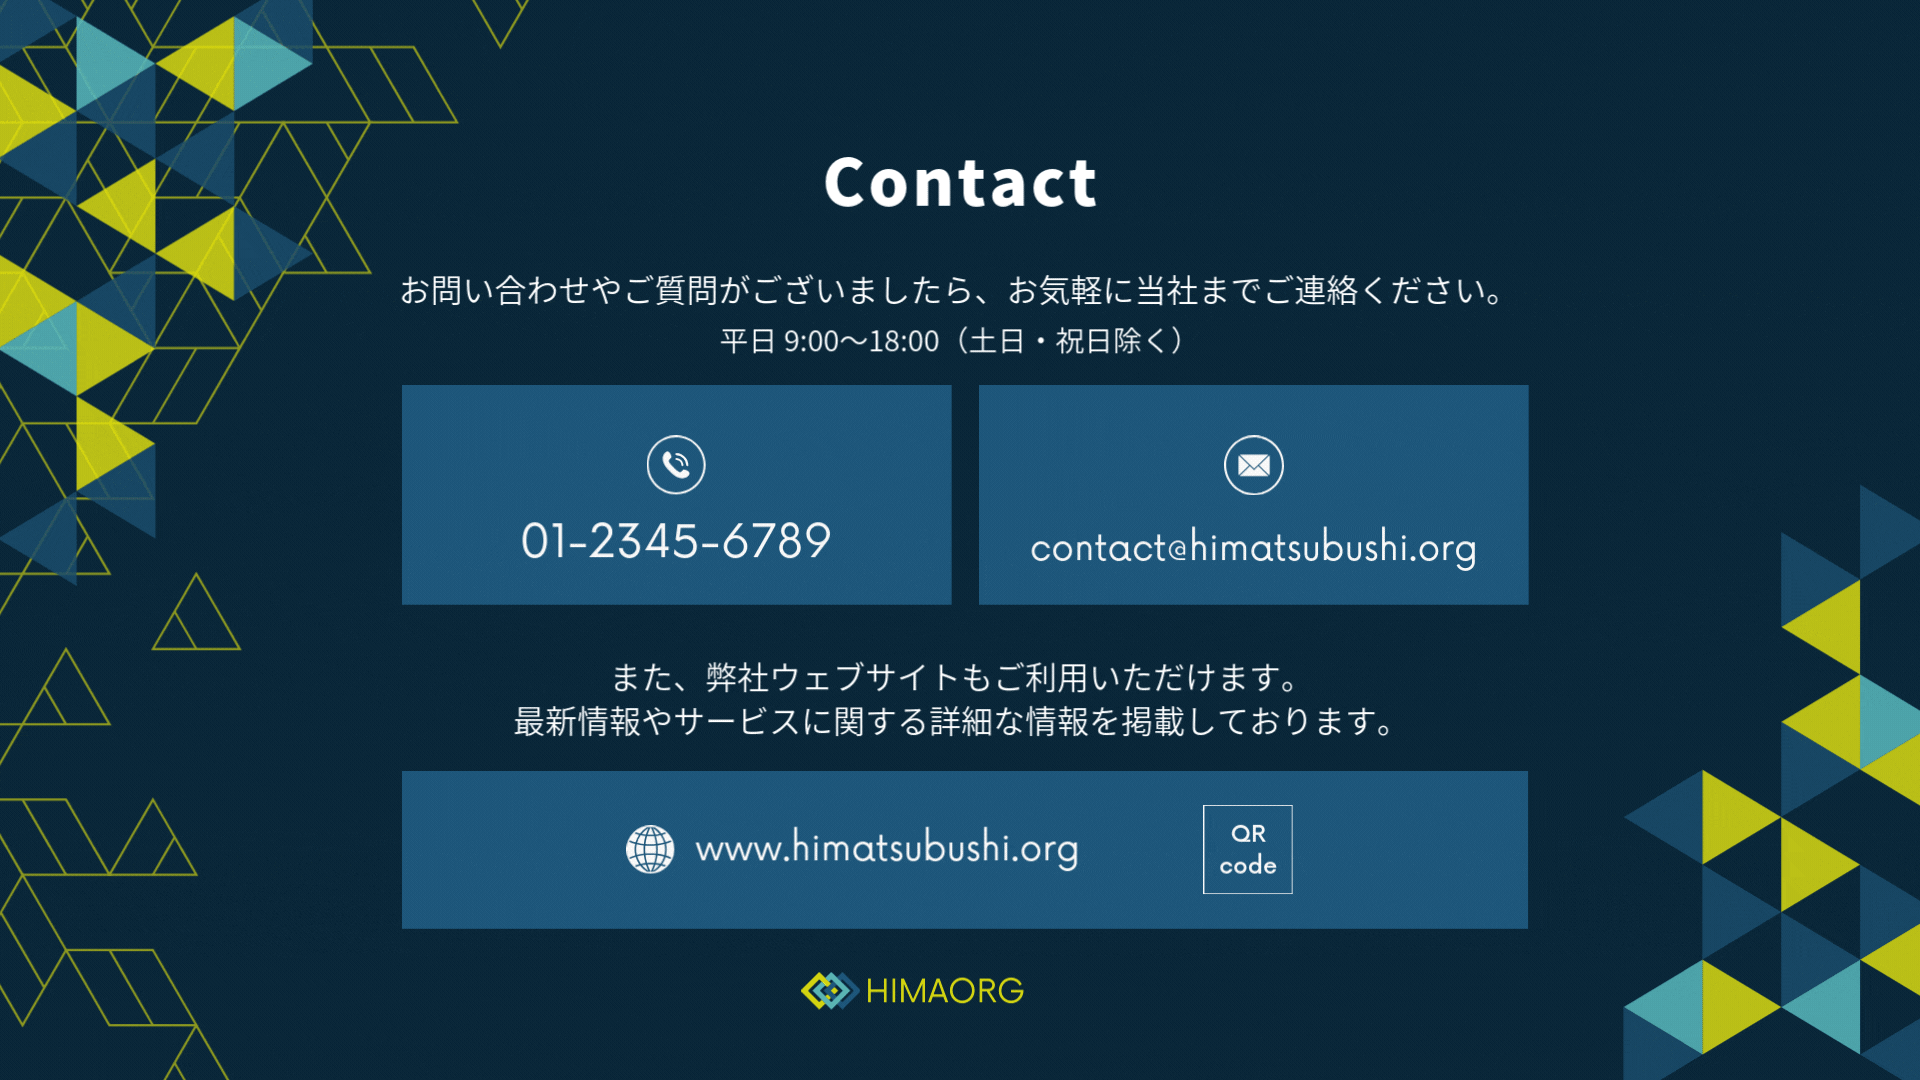 Contact
お問い合わせやご質問がございましたら、お気軽に当社までご連絡ください。
平日 9:00〜18:00（土日・祝日除く）
01-2345-6789
contact@himatsubushi.org
また、弊社ウェブサイトもご利用いただけます。
最新情報やサービスに関する詳細な情報を掲載しております。
www.himatsubushi.org
QR
code
HIMAORG